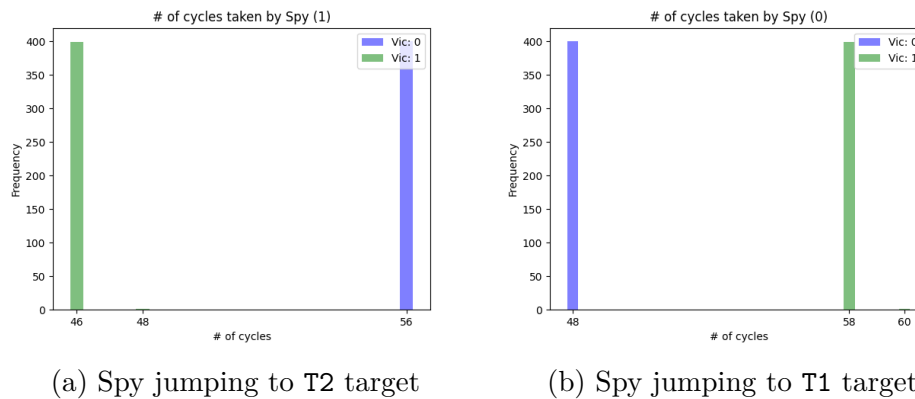 # of cycles taken by Spy (1)
Vic: 0
Vic: 1
400
350
300
250
200
150
100
50
0
Frequency
46 48 56
# of cycles
(a) Spy jumping to T2 target
# of cycles taken by Spy (0)
Vic: 0
Vic: 1
400
350
300
250
200
150
100
50
0
Frequency
48 58 60
# of cycles
(b) Spy jumping to T1 target